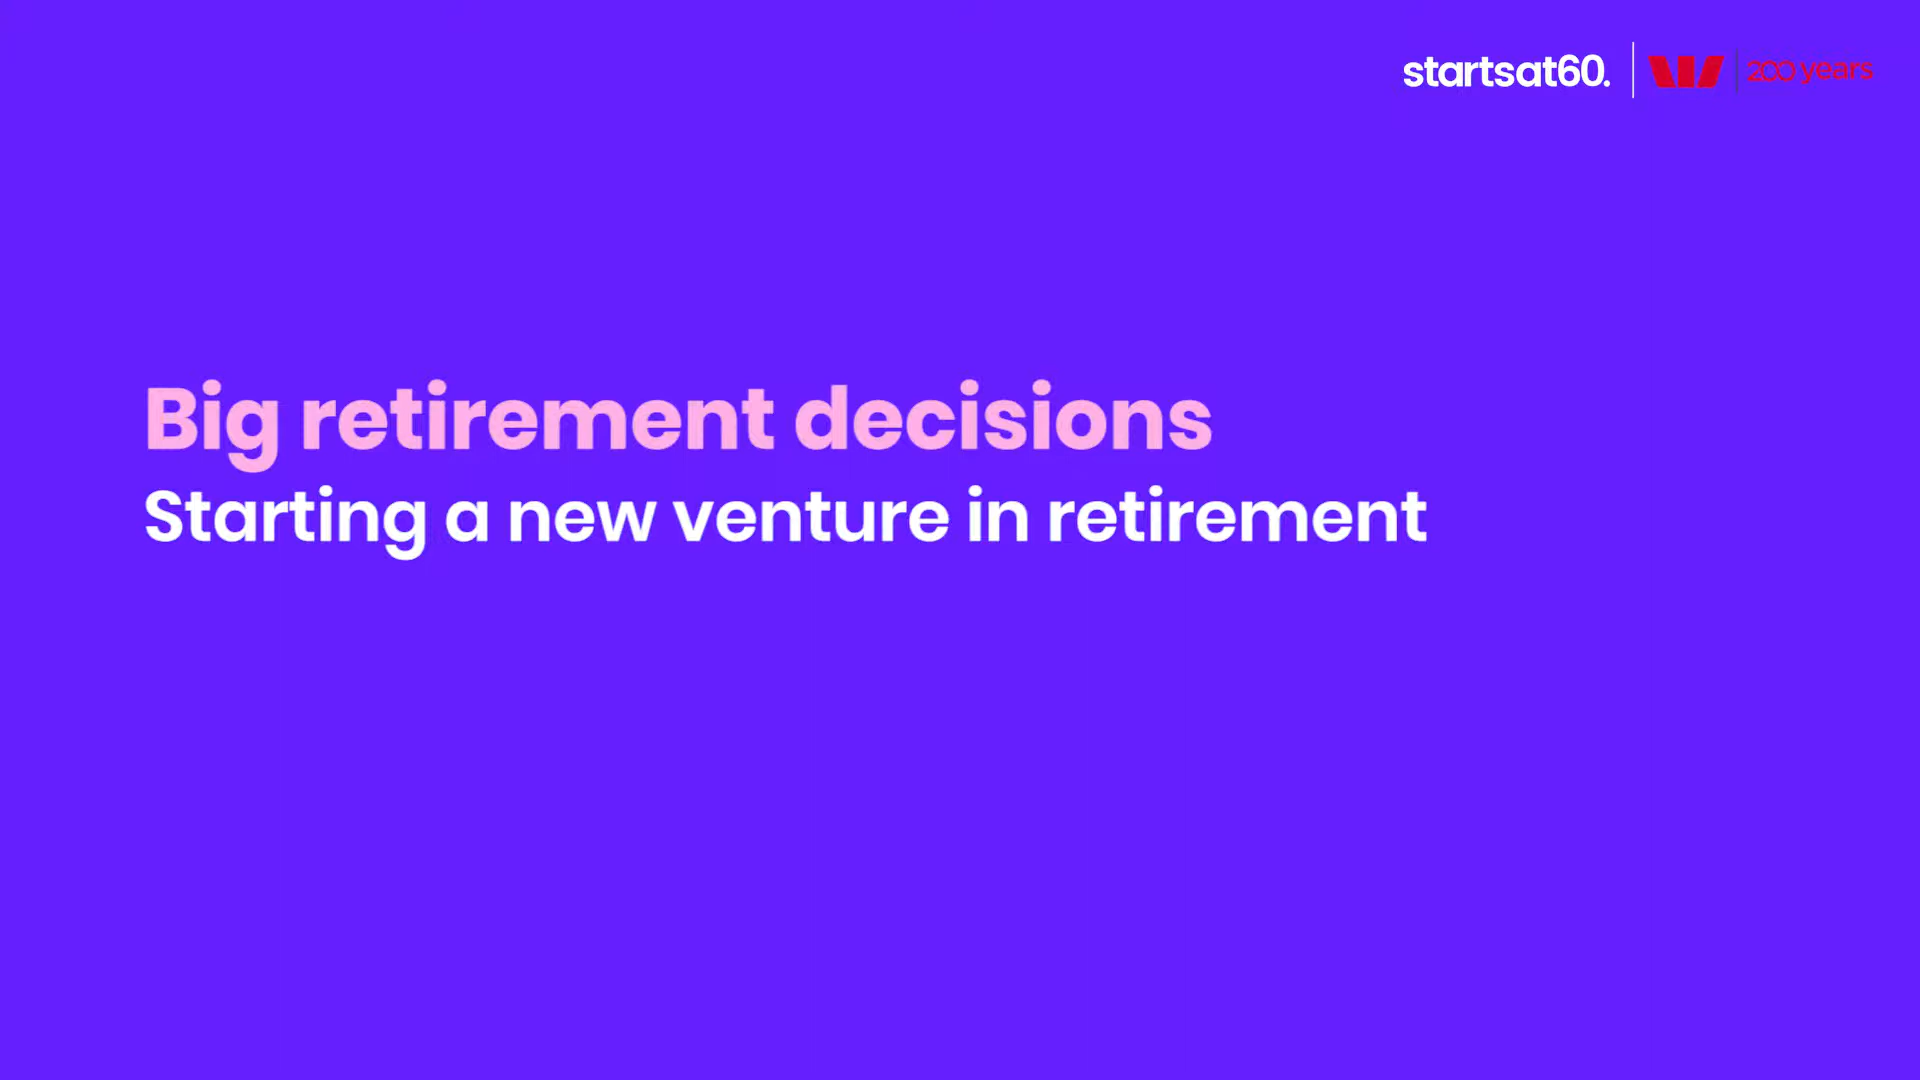 startsat60. 200 years
Big retirement decisions
Starting a new venture in retirement